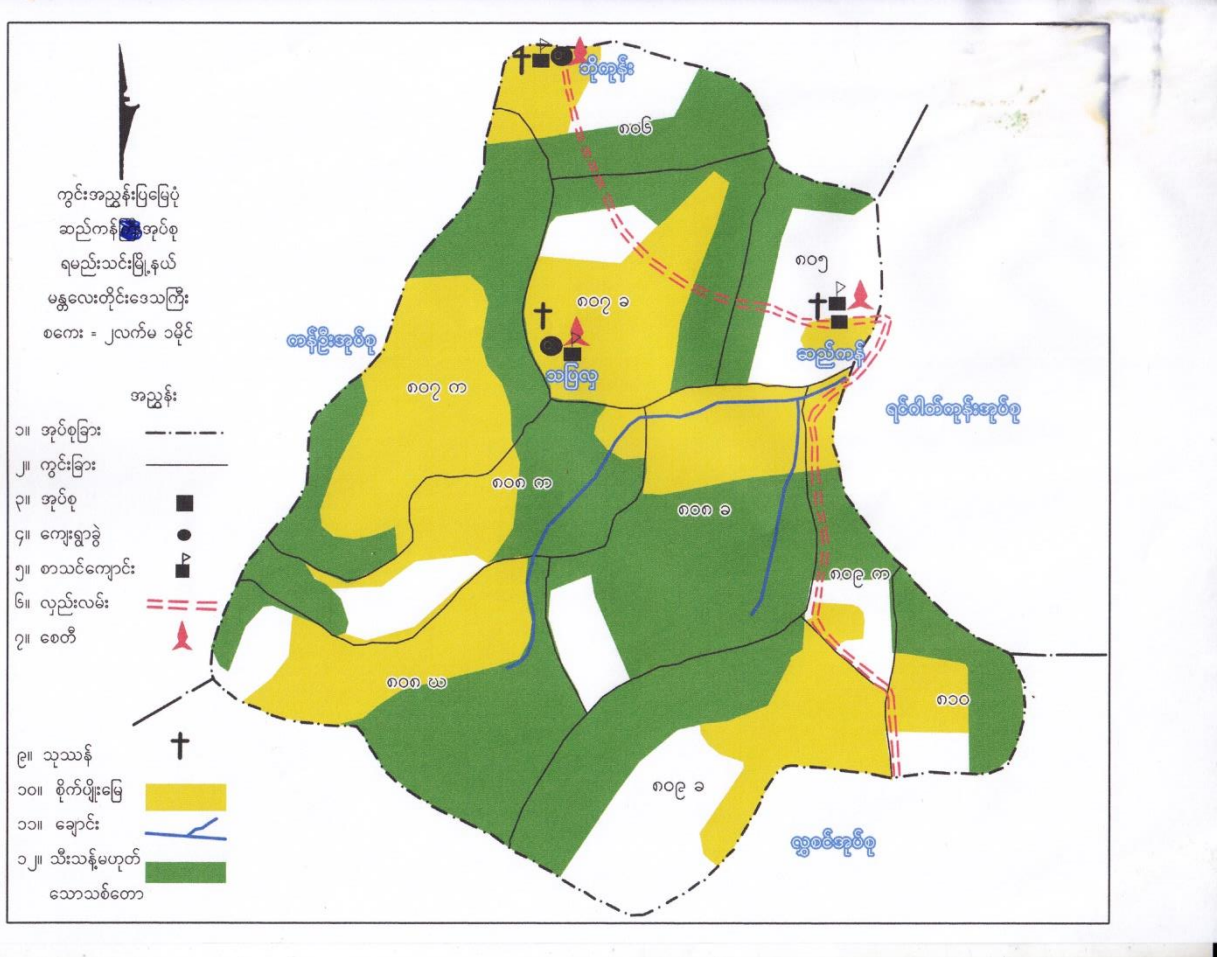 ကွင်းအညွှန်းပြမြေပုံ
ဆည်ကန် အုပ်စု
ရမည်းသင်းမြို့နယ်
မန္တလေးတိုင်းဒေသကြီး
စကေး = ၂လက်မ ၁မိုင်
အညွှန်း
၁။ အုပ်စုခြား
၂။ ကွင်းခြား
၃။ အုပ်စု
၄။ ကျေးရွာခွဲ
၅။ စာသင်ကျောင်း
၆။ လှည်းလမ်း
၇။ စေတီ
၉။ သုဿန်
၁၀။ စိုက်ပျိုးမြေ
၁၁။ ချောင်း
၁၂။ သီးသန့်မဟုတ်
သောသစ်တော
ဘိုကုန်း
၈၀၆
၈၀၅
၈၀၇ ခ
ကန်ဦးအုပ်စု
ဆည်ကန်
သပြလှ
၈၀၇ က
ရင်ဂါတ်ကုန်းအုပ်စု
၈၀၈ က
၈၀၈ ခ
၈၀၉ က
၈၀၈ ဃ
၈၁၀
၈၀၉ ခ
လွှစင်အုပ်စု